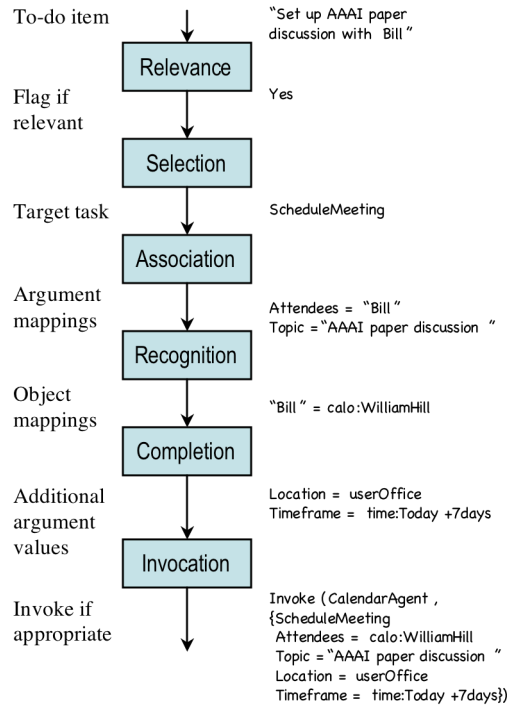 To-do item
"Set up AAAI paper
discussion with Bill"
Relevance
Flag if
relevant
Yes
Selection
Target task
ScheduleMeeting
Association
Argument
mappings
Attendees = "Bill"
Topic = "AAAI paper discussion "
Recognition
Object
mappings
"Bill" = calo:WilliamHill
Completion
Additional
argument
values
Location = userOffice
Timeframe = time:Today +7days
Invocation
Invoke if
appropriate
Invoke (CalendarAgent ,
{ScheduleMeeting
Attendees = calo:WilliamHill
Topic = "AAAI paper discussion "
Location = userOffice
Timeframe = time:Today +7days})